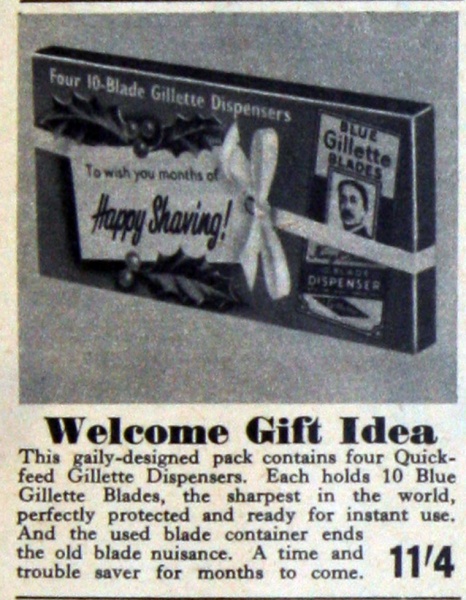 Four 10-Blade Gillette Dispensers
To wish you months of
Happy Shaving!
BLUE
Gillette
BLADES
DISPENSER
Welcome Gift Idea
This gaily-designed pack contains four Quick-
feed Gillette Dispensers. Each holds 10 Blue
Gillette Blades, the sharpest in the world,
perfectly protected and ready for instant use.
And the used blade container ends
the old blade nuisance. A time and
trouble saver for months to come.
11'4